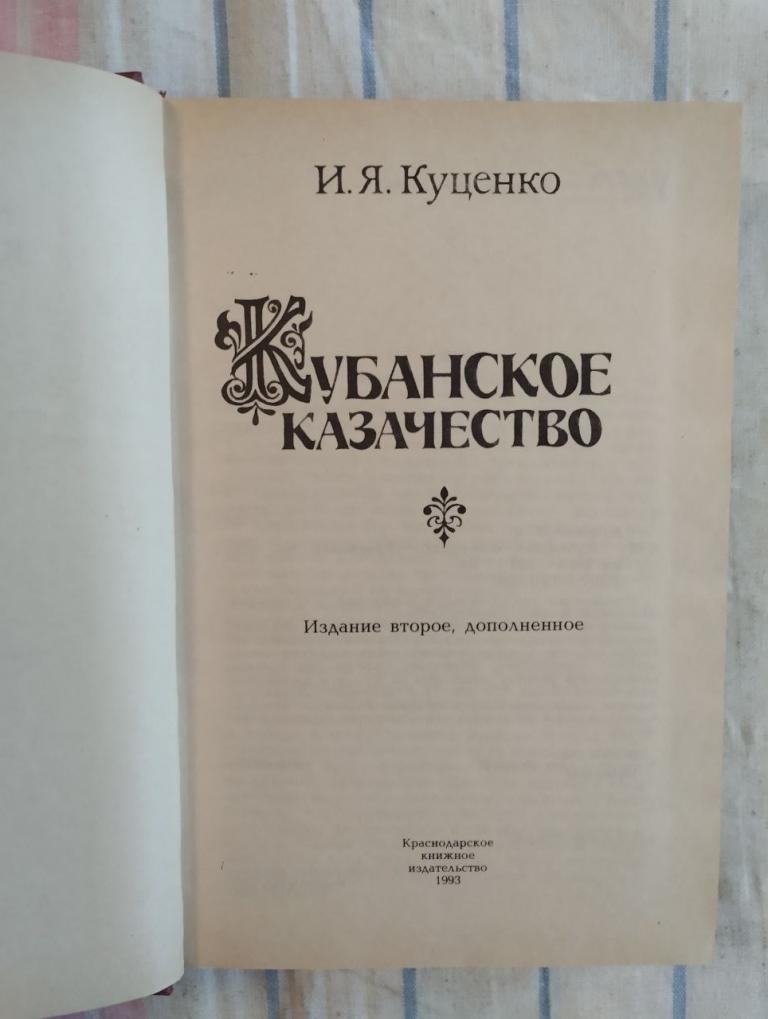 И. Я. Куценко
КУБАНСКОЕ
КАЗАЧЕСТВО
Издание второе, дополненное
Краснодарское
книжное
издательство
1993